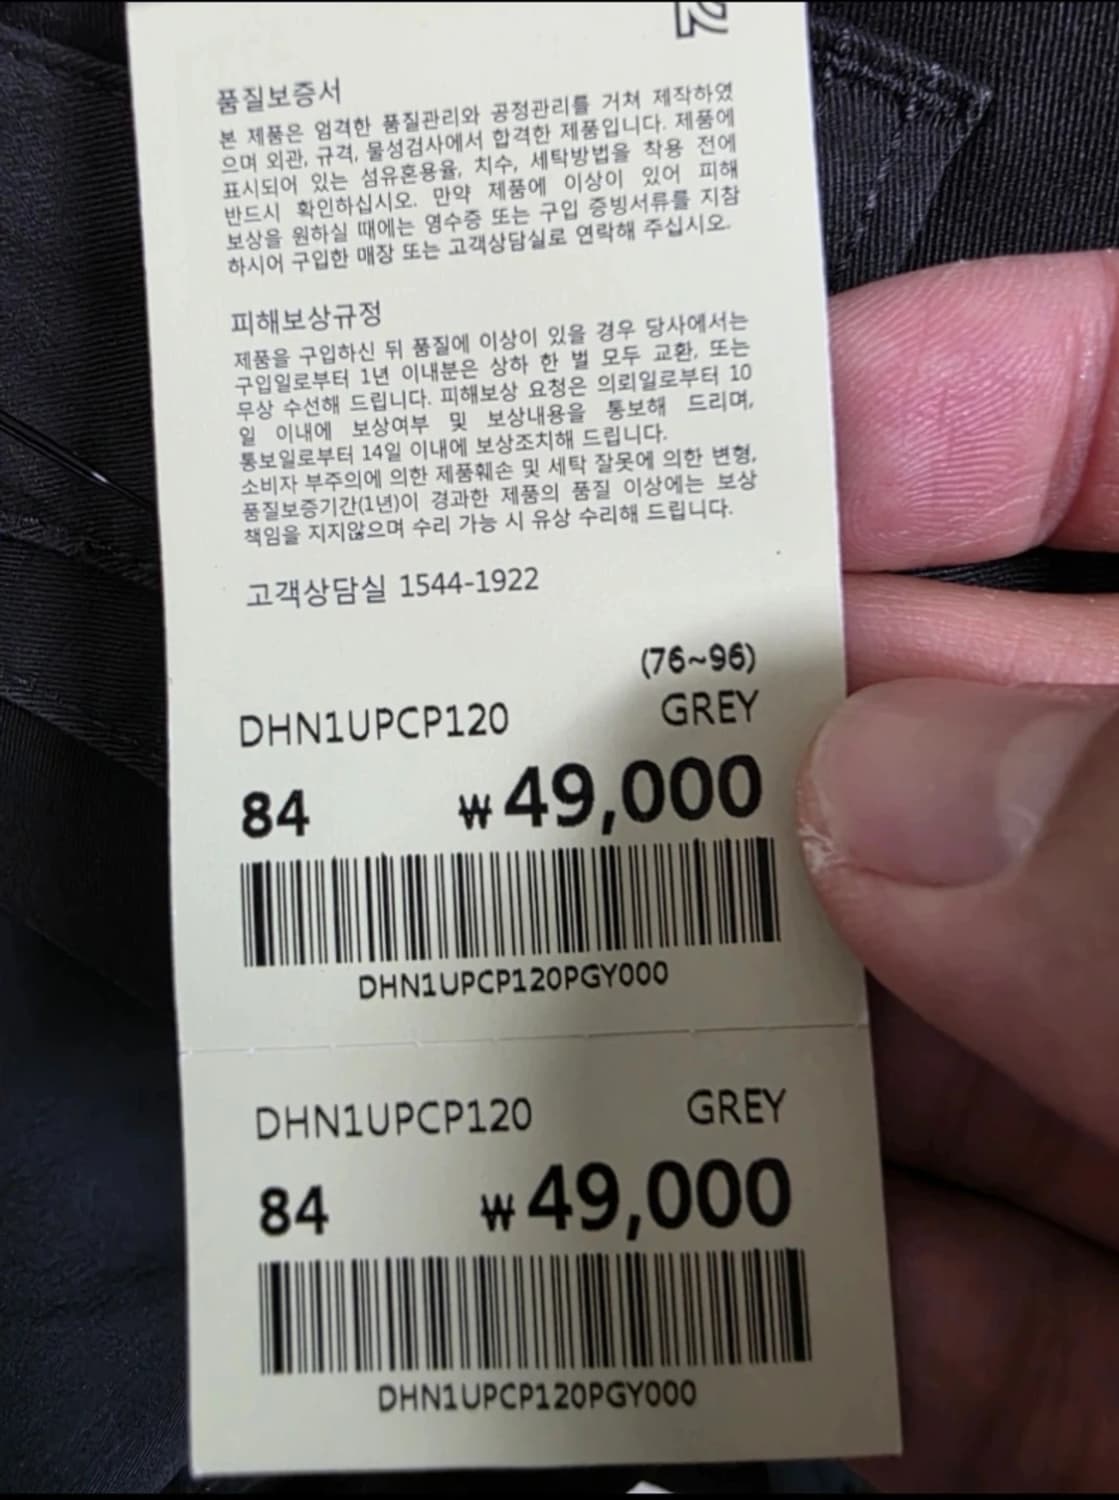 품질보증서
본 제품은 엄격한 품질관리와 공정관리를 거쳐 제작하였
으며 외관, 규격, 물성검사에서 합격한 제품입니다. 제품에
표시되어 있는 섬유혼용율, 치수, 세탁방법을 착용 전에
반드시 확인하십시오. 만약 제품에 이상이 있어 피해
보상을 원하실 때에는 영수증 또는 구입 증빙서류를 지참
하시어 구입한 매장 또는 고객상담실로 연락해 주십시오.
피해보상규정
제품을 구입하신 뒤 품질에 이상이 있을 경우 당사에서는
구입일로부터 1년 이내분은 상하 한 벌 모두 교환, 또는
무상 수선해 드립니다. 피해보상 요청은 의뢰일로부터 10
일 이내에 보상여부 및 보상내용을 통보해 드리며,
통보일로부터 14일 이내에 보상조치해 드립니다.
소비자 부주의에 의한 제품훼손 및 세탁 잘못에 의한 변형,
품질보증기간(1년)이 경과한 제품의 품질 이상에는 보상
책임을 지지않으며 수리 가능 시 유상 수리해 드립니다.
고객상담실 1544-1922
(76~96)
DHN1UPCP120 GREY
84 ₩49,000
DHN1UPCP120PGY000
DHN1UPCP120 GREY
84 ₩49,000
DHN1UPCP120PGY000